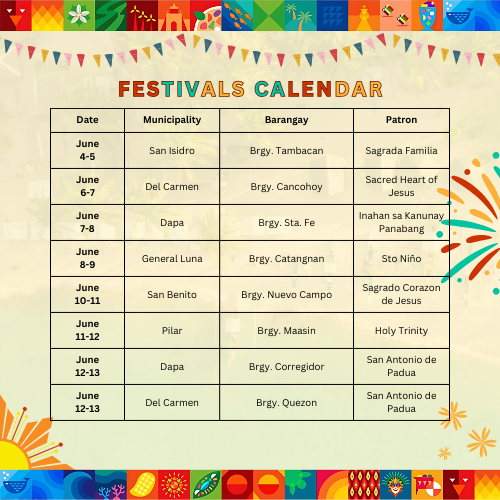 FESTIVALS CALENDAR
Date Municipality Barangay Patron
June
4-5 San Isidro Brgy. Tambacan Sagrada Familia
June
6-7 Del Carmen Brgy. Cancohoy Sacred Heart of
Jesus
June
7-8 Dapa Brgy. Sta. Fe Inahan sa Kanunay
Panabang
June
8-9 General Luna Brgy. Catangnan Sto Niño
June
10-11 San Benito Brgy. Nuevo Campo Sagrado Corazon
de Jesus
June
11-12 Pilar Brgy. Maasin Holy Trinity
June
12-13 Dapa Brgy. Corregidor San Antonio de
Padua
June
12-13 Del Carmen Brgy. Quezon San Antonio de
Padua